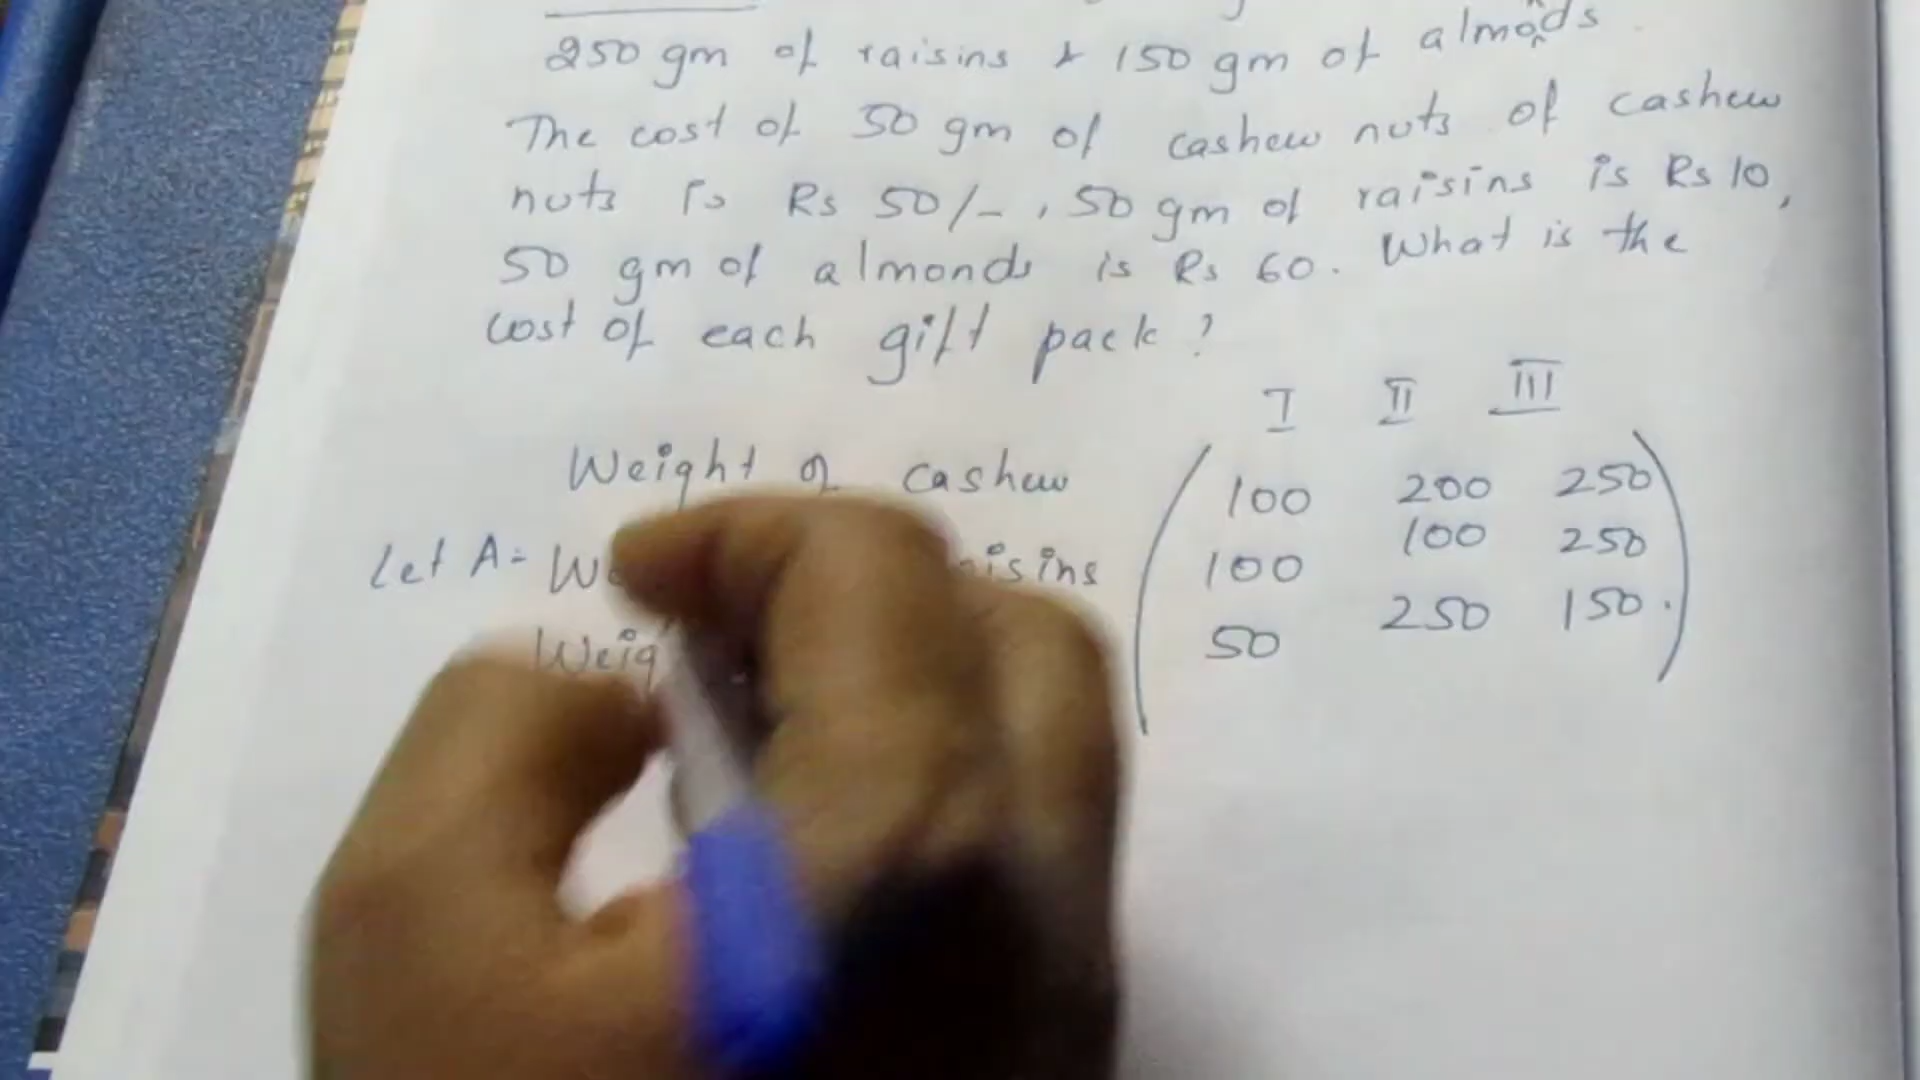 250 gm of raisins & 150 gm of almods
The cost of 50 gm of cashew nuts of cashew
nuts is Rs 50/-, 50 gm of raisins is Rs 10,
50 gm of almonds is Rs 60. What is the
cost of each gift pack?
I II III
Weight of cashew 100 200 250
Let A= raisins 100 100 250
50 250 150.